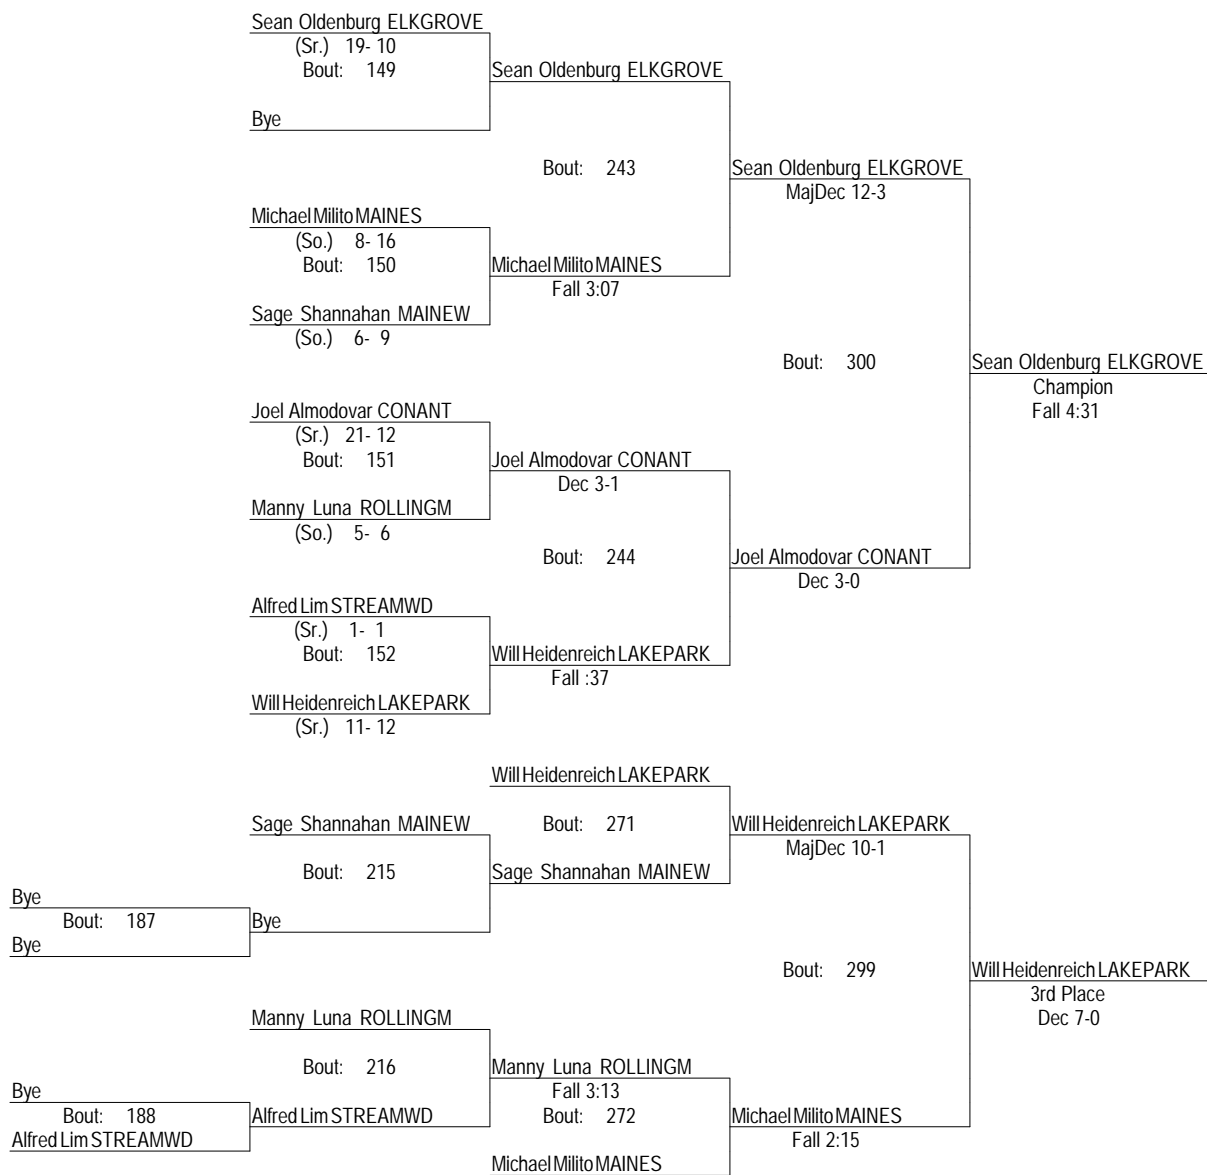 Sean Oldenburg ELKGROVE
(Sr.) 19- 10
Bout: 149
Sean Oldenburg ELKGROVE
Bye
Bout: 243
Sean Oldenburg ELKGROVE
MajDec 12-3
Michael Milito MAINES
(So.) 8- 16
Bout: 150
Michael Milito MAINES
Fall 3:07
Sage Shannahan MAINEW
(So.) 6- 9
Bout: 300
Sean Oldenburg ELKGROVE
Champion
Fall 4:31
Joel Almodovar CONANT
(Sr.) 21- 12
Bout: 151
Joel Almodovar CONANT
Dec 3-1
Manny Luna ROLLINGM
(So.) 5- 6
Bout: 244
Joel Almodovar CONANT
Dec 3-0
Alfred Lim STREAMWD
(Sr.) 1- 1
Bout: 152
Will Heidenreich LAKEPARK
Fall :37
Will Heidenreich LAKEPARK
(Sr.) 11- 12
Will Heidenreich LAKEPARK
Sage Shannahan MAINEW
Bout: 271
Will Heidenreich LAKEPARK
MajDec 10-1
Bout: 215
Sage Shannahan MAINEW
Bye
Bout: 187
Bye
Bye
Bout: 299
Will Heidenreich LAKEPARK
3rd Place
Dec 7-0
Manny Luna ROLLINGM
Bout: 216
Manny Luna ROLLINGM
Fall 3:13
Bye
Bout: 188
Alfred Lim STREAMWD
Bout: 272
Michael Milito MAINES
Fall 2:15
Alfred Lim STREAMWD
Michael Milito MAINES